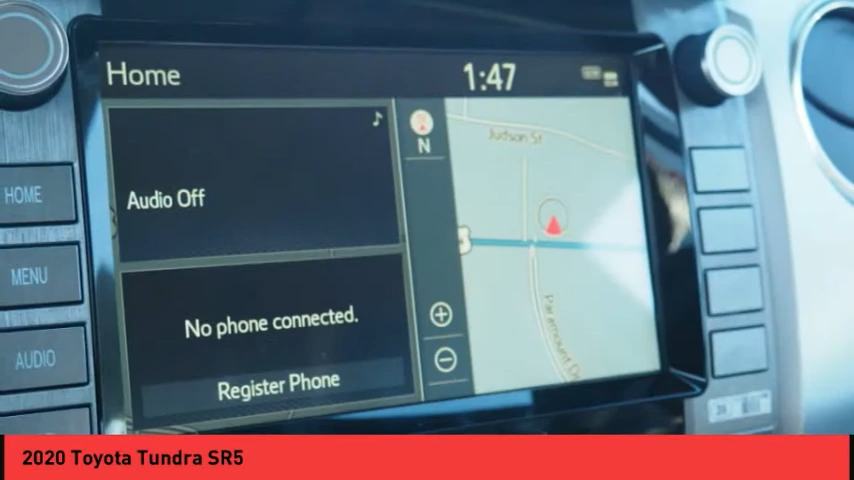 Home
1:47
Audio Off
N
Judson St
HOME
MENU
No phone connected.
AUDIO
Register Phone
Paramount
2020 Toyota Tundra SR5